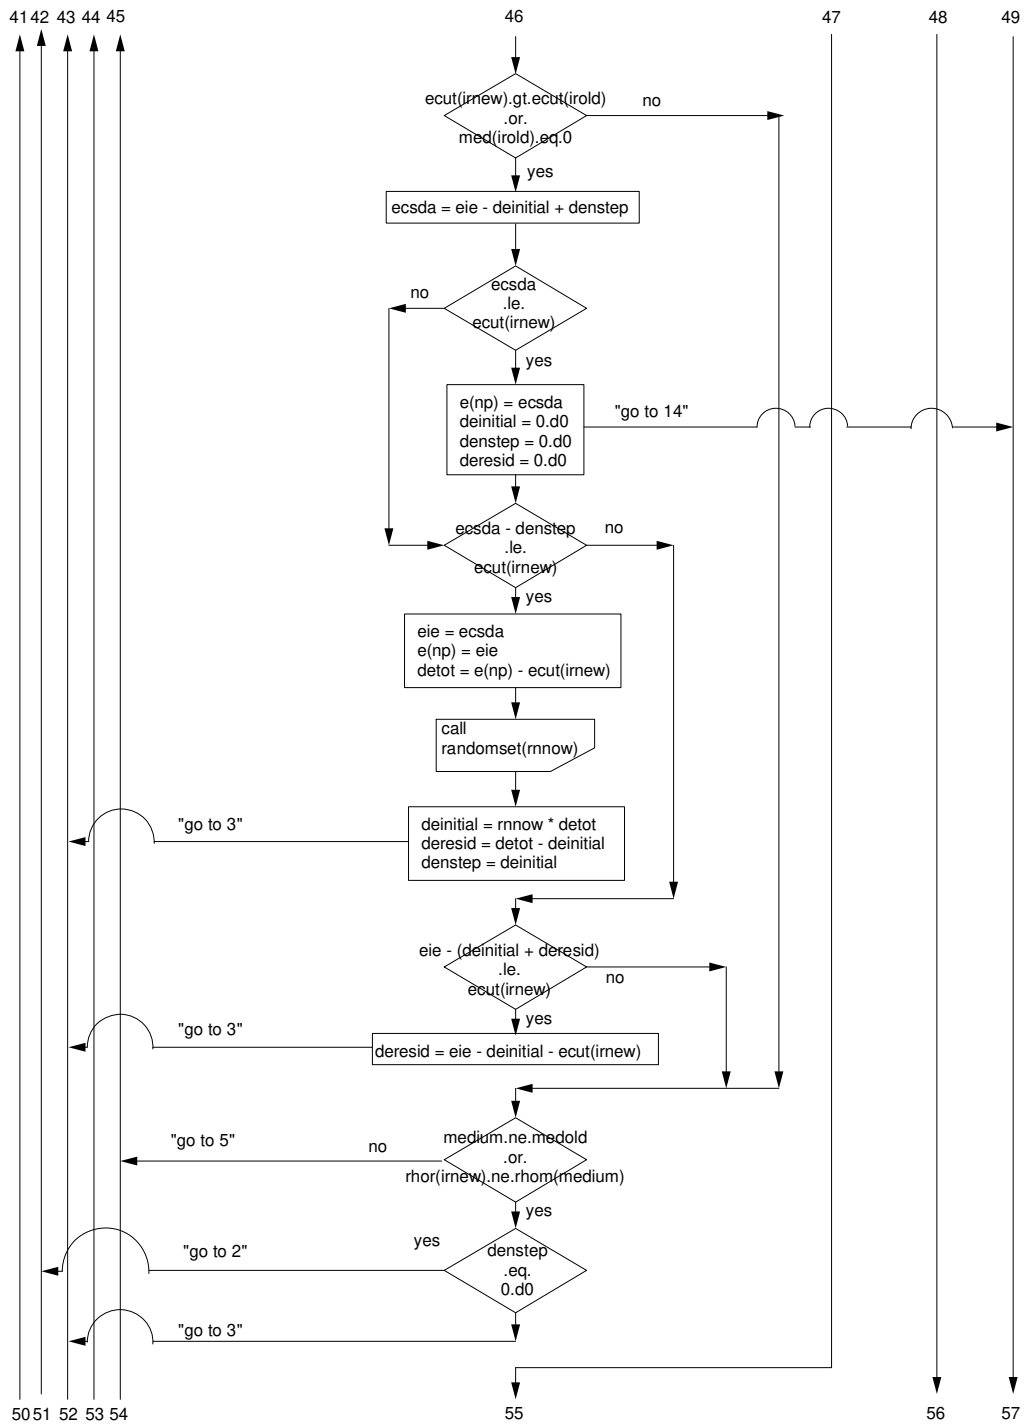 41 42 43 44 45 46 47 48 49
ecut(irnew).gt.ecut(irold)
.or.
med(irold).eq.0
no
yes
ecsda = eie - deinitial + denstep
ecsda
.le.
ecut(irnew)
no
yes
e(np) = ecsda
deinitial = 0.d0
denstep = 0.d0
deresid = 0.d0
"go to 14"
ecsda - denstep
.le.
ecut(irnew)
no
yes
eie = ecsda
e(np) = eie
detot = e(np) - ecut(irnew)
call
randomset(rnnow)
"go to 3"
deinitial = rnnow * detot
deresid = detot - deinitial
denstep = deinitial
eie - (deinitial + deresid)
.le.
ecut(irnew)
no
yes
"go to 3"
deresid = eie - deinitial - ecut(irnew)
medium.ne.medold
.or.
rhor(irnew).ne.rhom(medium)
"go to 5"
no
yes
"go to 2"
yes
denstep
.eq.
0.d0
"go to 3"
50 51 52 53 54 55 56 57